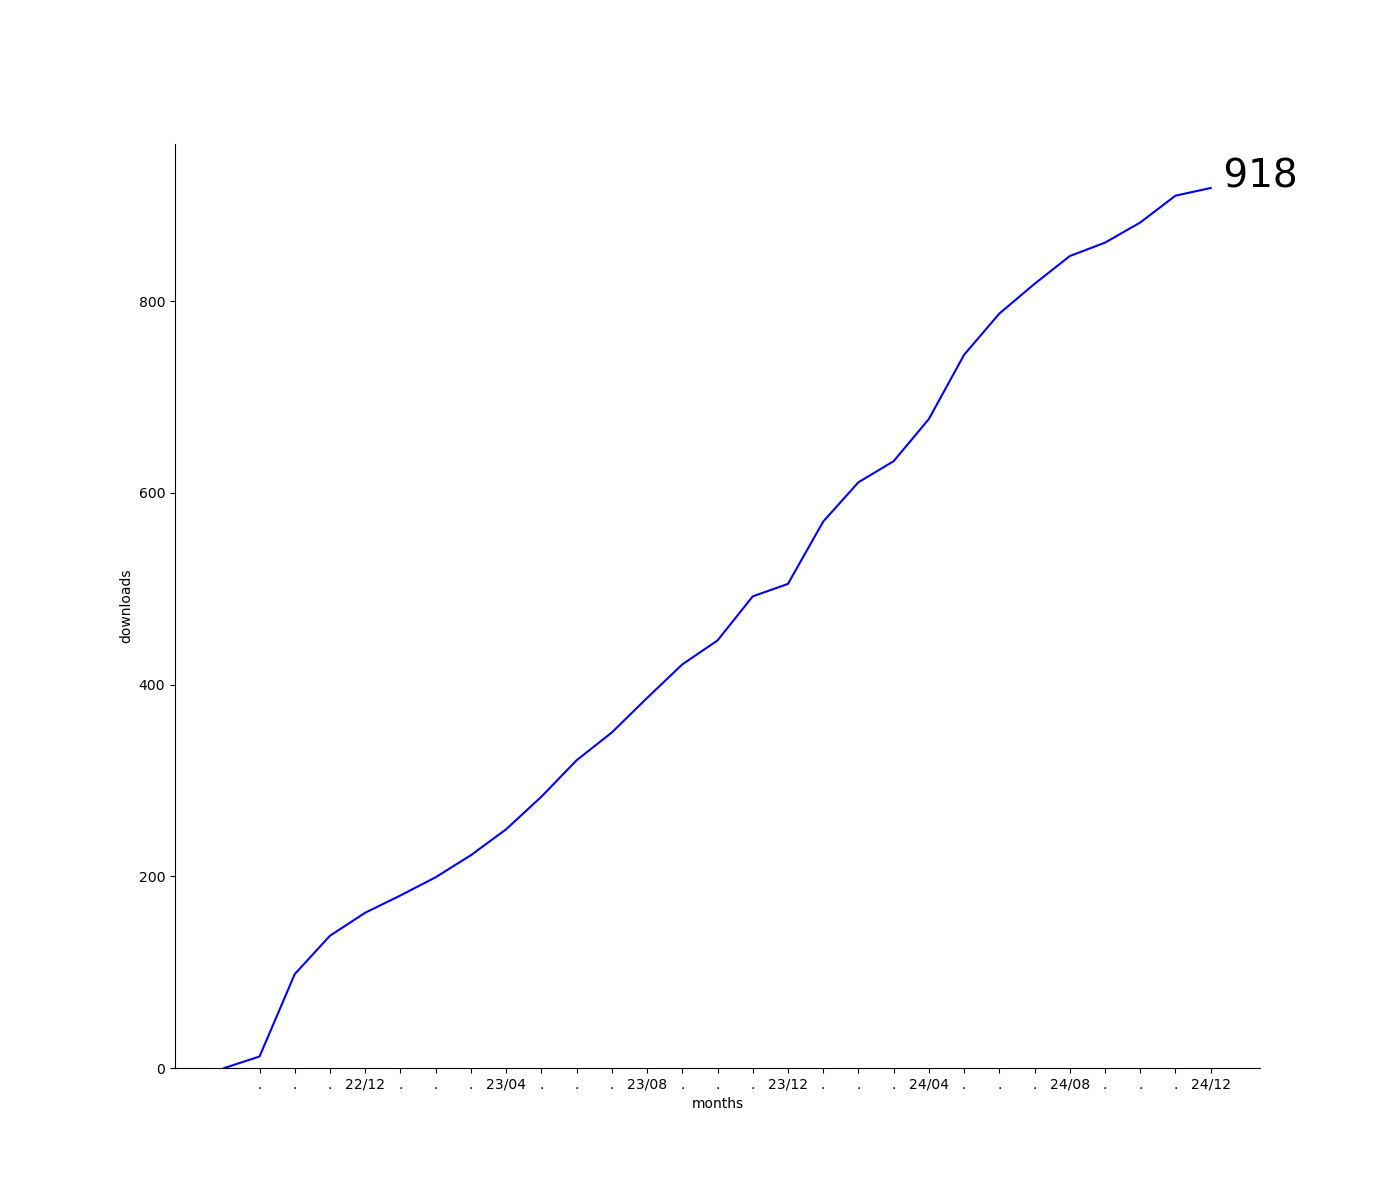 918
800
600
400
200
0
downloads
. . . 22/12 . . . 23/04 . . . 23/08 . . . 23/12 . . . 24/04 . . . 24/08 . . . 24/12
months